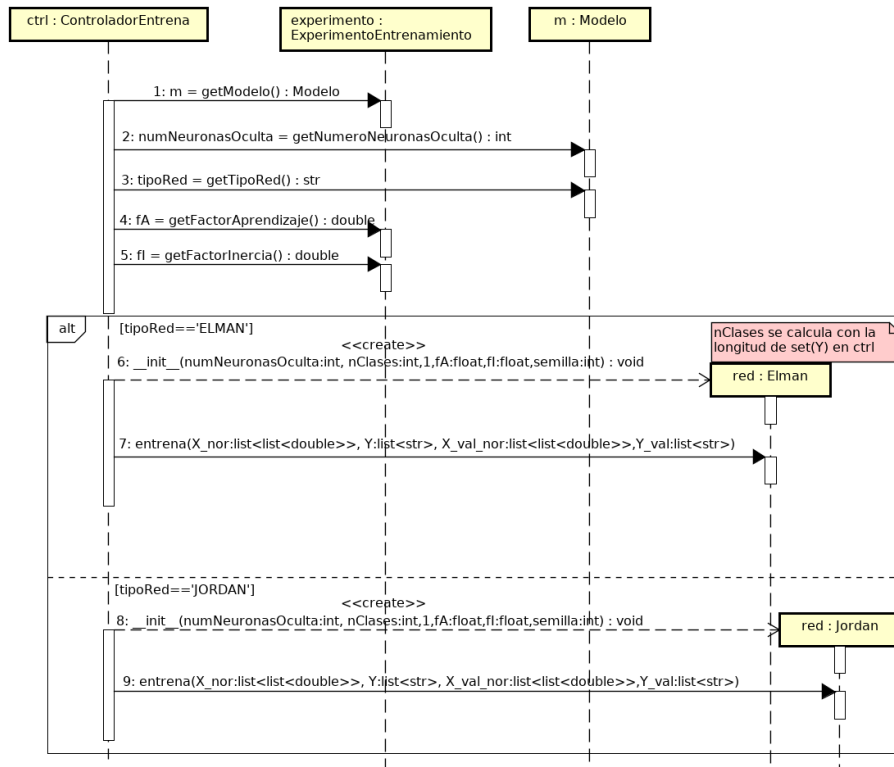 ctrl : ControladorEntrena
experimento :
ExperimentoEntrenamiento
m : Modelo
1: m = getModelo() : Modelo
2: numNeuronasOculta = getNumeroNeuronasOculta() : int
3: tipoRed = getTipoRed() : str
4: fA = getFactorAprendizaje() : double
5: fI = getFactorInercia() : double
alt
[tipoRed=='ELMAN']
nClases se calcula con la
longitud de set(Y) en ctrl
<<create>>
6: __init__(numNeuronasOculta:int, nClases:int,1,fA:float,fI:float,semilla:int) : void
red : Elman
7: entrena(X_nor:list<list<double>>, Y:list<str>, X_val_nor:list<list<double>>,Y_val:list<str>)
[tipoRed=='JORDAN']
<<create>>
8: __init__(numNeuronasOculta:int, nClases:int,1,fA:float,fI:float,semilla:int) : void
red : Jordan
9: entrena(X_nor:list<list<double>>, Y:list<str>, X_val_nor:list<list<double>>,Y_val:list<str>)